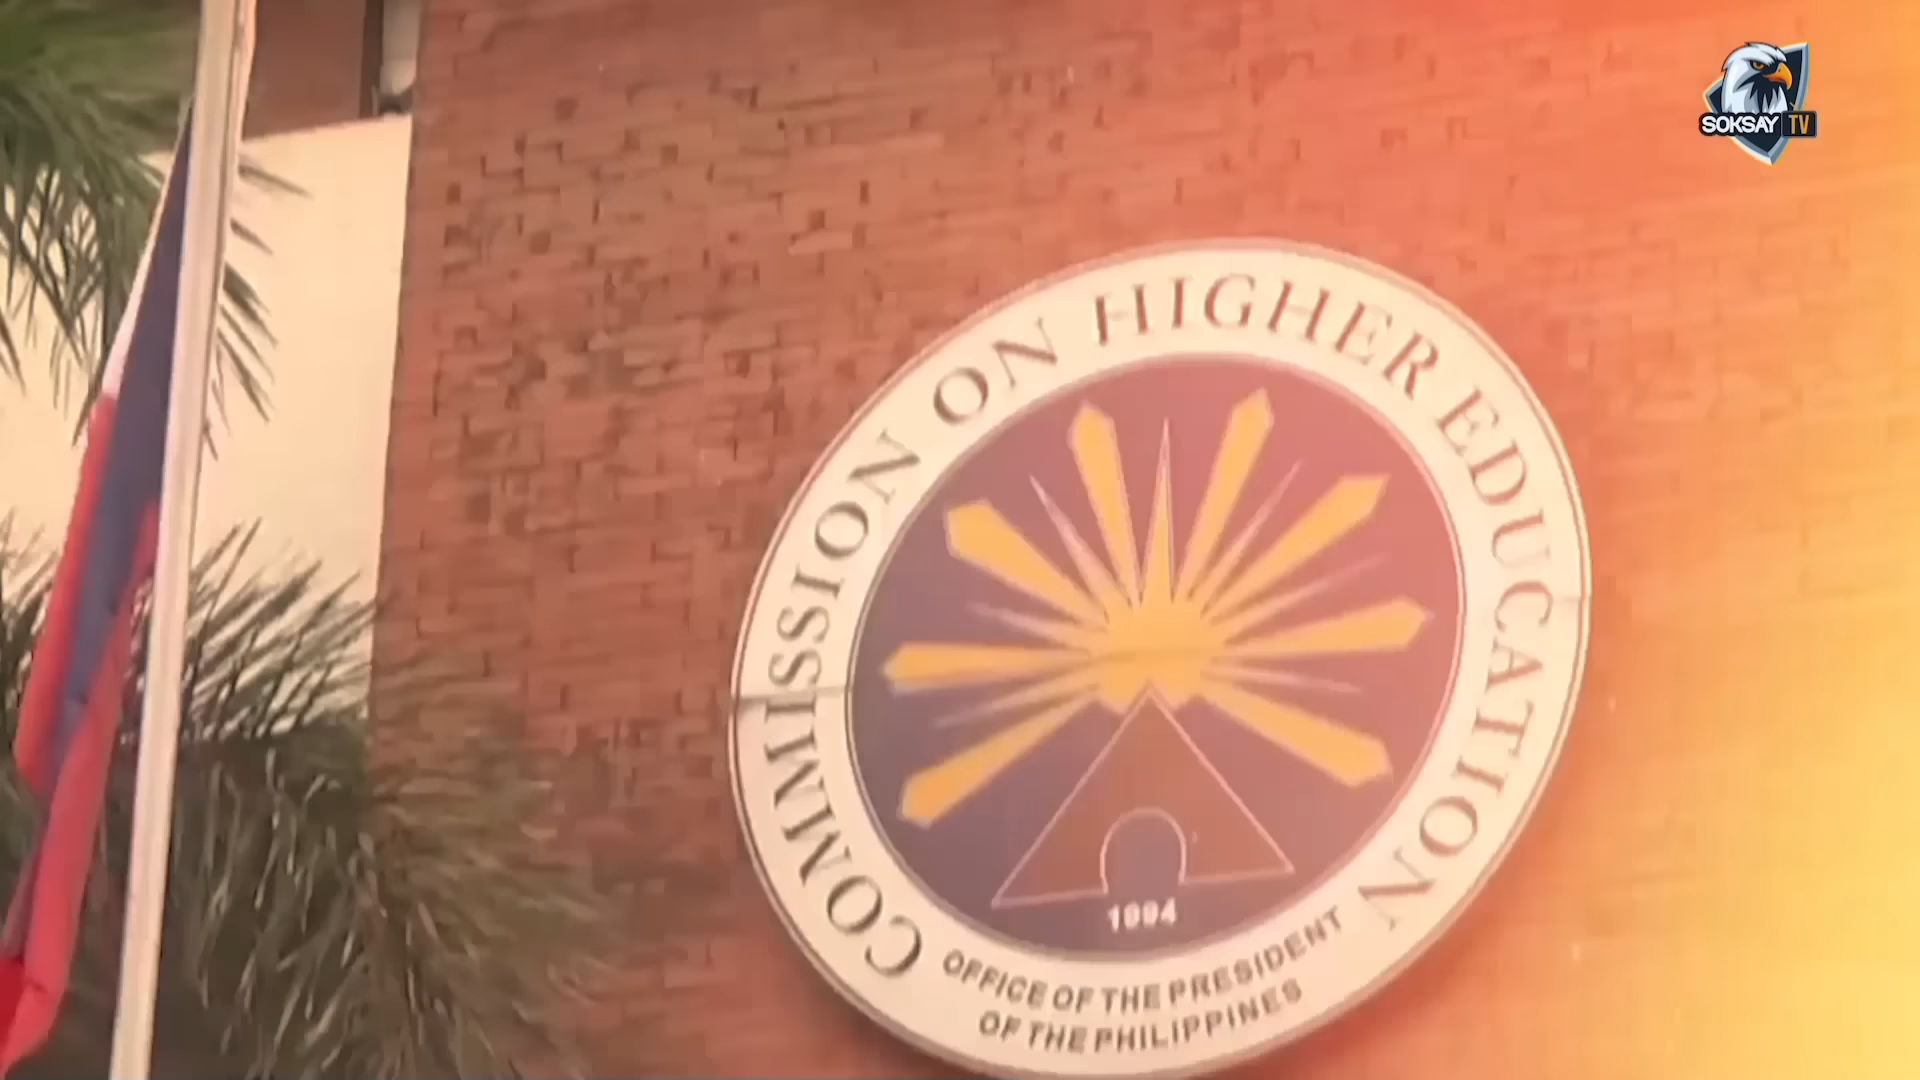 SOKSAY TV
COMMISSION ON HIGHER EDUCATION
1994
OFFICE OF THE PRESIDENT
OF THE PHILIPPINES